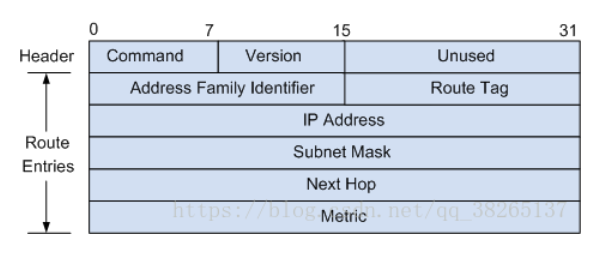 0 7 15 31
Header Command Version Unused
Address Family Identifier Route Tag
IP Address
Route
Entries
Subnet Mask
Next Hop
https://blog.csdn.net/qq_38265137
Metric